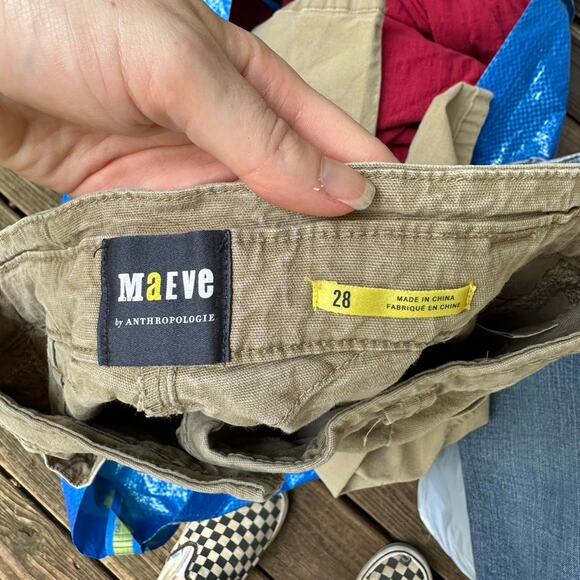 MaEVe
by ANTHROPOLOGIE
28
MADE IN CHINA
FABRIQUÉ EN CHINE